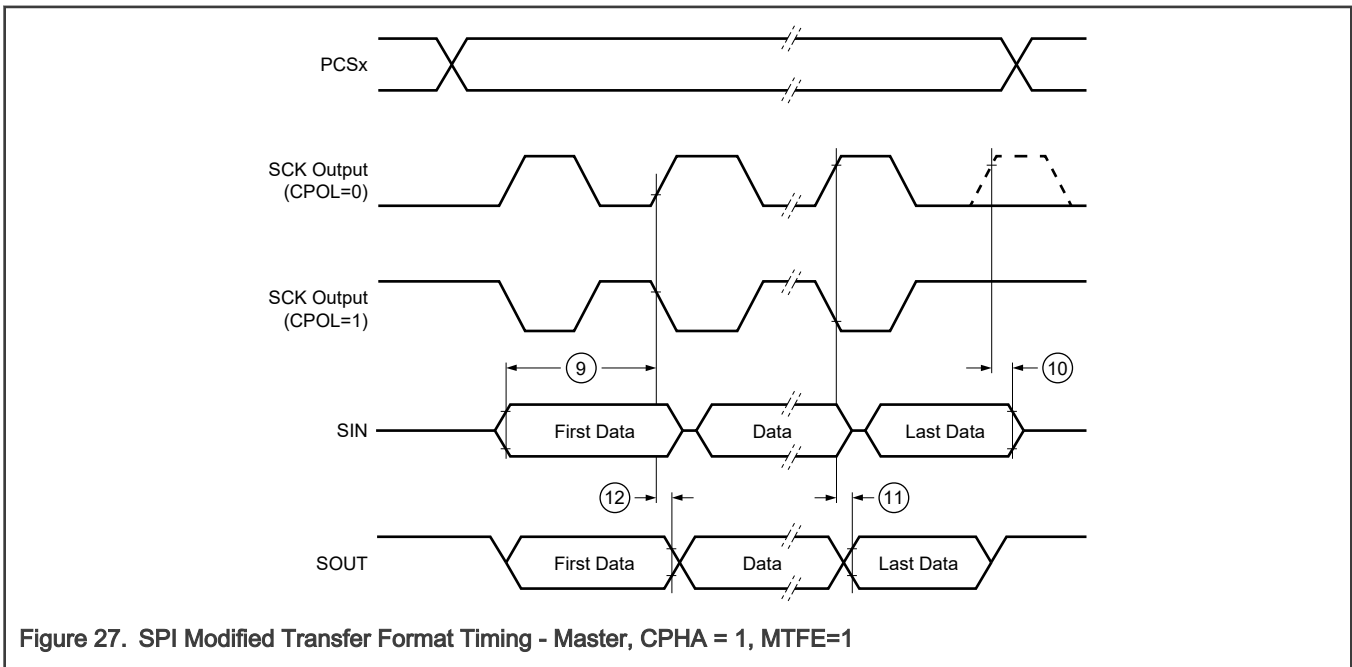 PCSx
SCK Output
(CPOL=0)
SCK Output
(CPOL=1)
9
10
SIN
First Data
Data
Last Data
12
11
SOUT
First Data
Data
Last Data
Figure 27. SPI Modified Transfer Format Timing - Master, CPHA = 1, MTFE=1